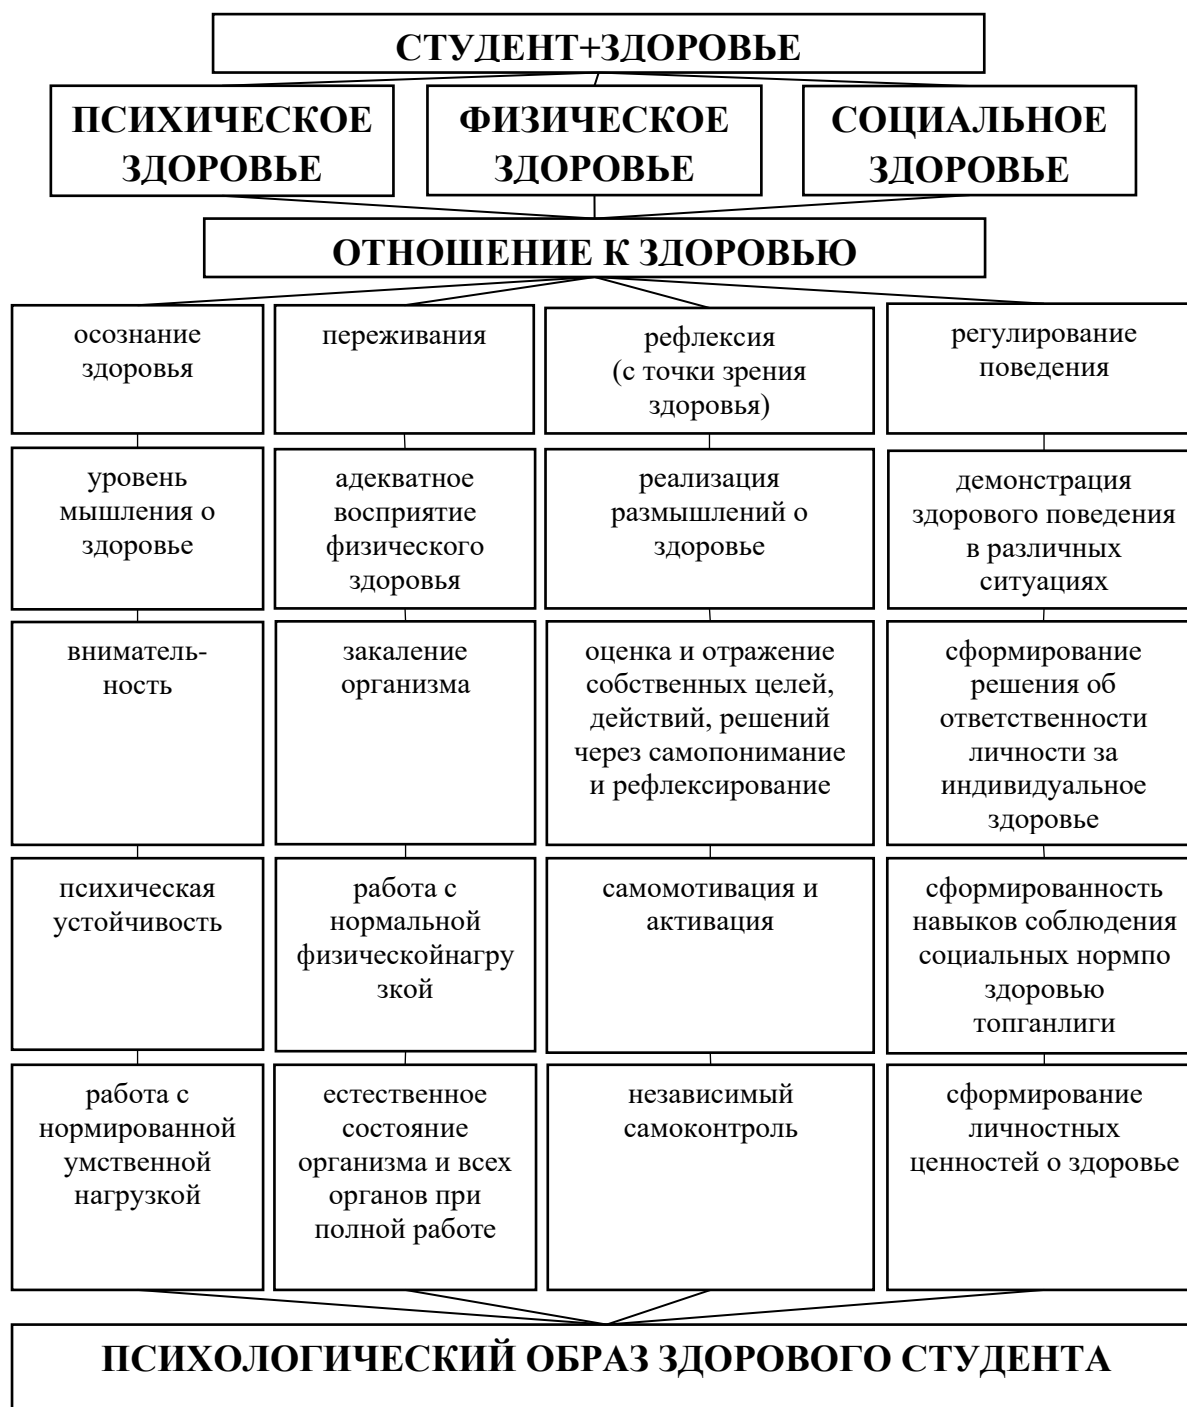 СТУДЕНТ+ЗДОРОВЬЕ
ПСИХИЧЕСКОЕ
ЗДОРОВЬЕ
ФИЗИЧЕСКОЕ
ЗДОРОВЬЕ
СОЦИАЛЬНОЕ
ЗДОРОВЬЕ
ОТНОШЕНИЕ К ЗДОРОВЬЮ
осознание
здоровья
переживания
рефлексия
(с точки зрения
здоровья)
регулирование
поведения
уровень
мышления о
здоровье
адекватное
восприятие
физического
здоровья
реализация
размышлений о
здоровье
демонстрация
здорового поведения
в различных
ситуациях
вниматель-
ность
закаление
организма
оценка и отражение
собственных целей,
действий, решений
через самопонимание
и рефлексирование
сформирование
решения об
ответственности
личности за
индивидуальное
здоровье
психическая
устойчивость
работа с
нормальной
физическойнагру
зкой
самомотивация и
активация
сформированность
навыков соблюдения
социальных нормпо
здоровью
топганлиги
работа с
нормированной
умственной
нагрузкой
естественное
состояние
организма и всех
органов при
полной работе
независимый
самоконтроль
сформирование
личностных
ценностей о здоровье
ПСИХОЛОГИЧЕСКИЙ ОБРАЗ ЗДОРОВОГО СТУДЕНТА